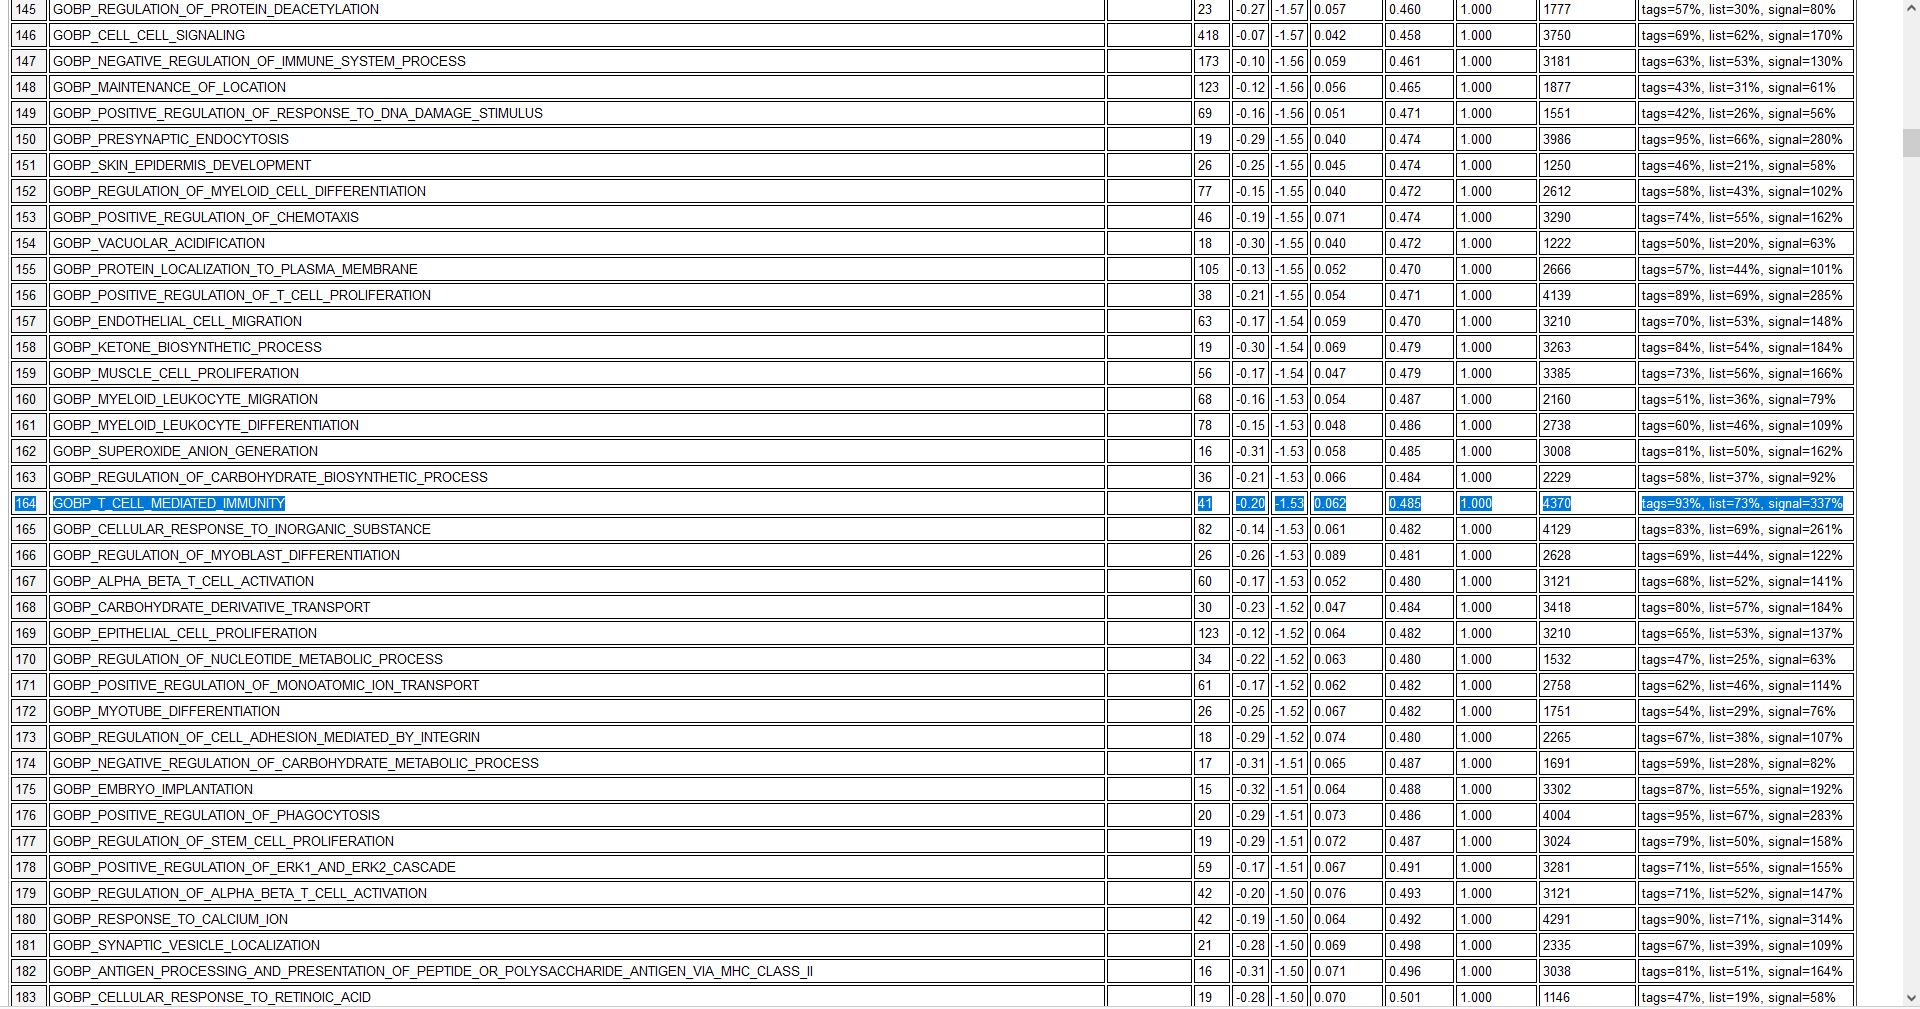 145 GOBP_REGULATION_OF_PROTEIN_DEACETYLATION 23 -0.27 -1.57 0.057 0.460 1.000 1777 tags=57%, list=30%, signal=80%
146 GOBP_CELL_CELL_SIGNALING 418 -0.07 -1.57 0.042 0.458 1.000 3750 tags=69%, list=62%, signal=170%
147 GOBP_NEGATIVE_REGULATION_OF_IMMUNE_SYSTEM_PROCESS 173 -0.10 -1.56 0.059 0.461 1.000 3181 tags=63%, list=53%, signal=130%
148 GOBP_MAINTENANCE_OF_LOCATION 123 -0.12 -1.56 0.056 0.465 1.000 1877 tags=43%, list=31%, signal=61%
149 GOBP_POSITIVE_REGULATION_OF_RESPONSE_TO_DNA_DAMAGE_STIMULUS 69 -0.16 -1.56 0.051 0.471 1.000 1551 tags=42%, list=26%, signal=56%
150 GOBP_PRESYNAPTIC_ENDOCYTOSIS 19 -0.29 -1.55 0.040 0.474 1.000 3986 tags=95%, list=66%, signal=280%
151 GOBP_SKIN_EPIDERMIS_DEVELOPMENT 26 -0.25 -1.55 0.045 0.474 1.000 1250 tags=46%, list=21%, signal=58%
152 GOBP_REGULATION_OF_MYELOID_CELL_DIFFERENTIATION 77 -0.15 -1.55 0.040 0.472 1.000 2612 tags=58%, list=43%, signal=102%
153 GOBP_POSITIVE_REGULATION_OF_CHEMOTAXIS 46 -0.19 -1.55 0.071 0.474 1.000 3290 tags=74%, list=55%, signal=162%
154 GOBP_VACUOLAR_ACIDIFICATION 18 -0.30 -1.55 0.040 0.472 1.000 1222 tags=50%, list=20%, signal=63%
155 GOBP_PROTEIN_LOCALIZATION_TO_PLASMA_MEMBRANE 105 -0.13 -1.55 0.052 0.470 1.000 2666 tags=57%, list=44%, signal=101%
156 GOBP_POSITIVE_REGULATION_OF_T_CELL_PROLIFERATION 38 -0.21 -1.55 0.054 0.471 1.000 4139 tags=89%, list=69%, signal=285%
157 GOBP_ENDOTHELIAL_CELL_MIGRATION 63 -0.17 -1.54 0.059 0.470 1.000 3210 tags=70%, list=53%, signal=148%
158 GOBP_KETONE_BIOSYNTHETIC_PROCESS 19 -0.30 -1.54 0.069 0.479 1.000 3263 tags=84%, list=54%, signal=184%
159 GOBP_MUSCLE_CELL_PROLIFERATION 56 -0.17 -1.54 0.047 0.479 1.000 3385 tags=73%, list=56%, signal=166%
160 GOBP_MYELOID_LEUKOCYTE_MIGRATION 68 -0.16 -1.53 0.054 0.487 1.000 2160 tags=51%, list=36%, signal=79%
161 GOBP_MYELOID_LEUKOCYTE_DIFFERENTIATION 78 -0.15 -1.53 0.048 0.486 1.000 2738 tags=60%, list=46%, signal=109%
162 GOBP_SUPEROXIDE_ANION_GENERATION 16 -0.31 -1.53 0.058 0.485 1.000 3008 tags=81%, list=50%, signal=162%
163 GOBP_REGULATION_OF_CARBOHYDRATE_BIOSYNTHETIC_PROCESS 36 -0.21 -1.53 0.066 0.484 1.000 2229 tags=58%, list=37%, signal=92%
164 GOBP_T_CELL_MEDIATED_IMMUNITY 41 -0.20 -1.53 0.062 0.485 1.000 4370 tags=93%, list=73%, signal=337%
165 GOBP_CELLULAR_RESPONSE_TO_INORGANIC_SUBSTANCE 82 -0.14 -1.53 0.061 0.482 1.000 4129 tags=83%, list=69%, signal=261%
166 GOBP_REGULATION_OF_MYOBLAST_DIFFERENTIATION 26 -0.26 -1.53 0.089 0.481 1.000 2628 tags=69%, list=44%, signal=122%
167 GOBP_ALPHA_BETA_T_CELL_ACTIVATION 60 -0.17 -1.53 0.052 0.480 1.000 3121 tags=68%, list=52%, signal=141%
168 GOBP_CARBOHYDRATE_DERIVATIVE_TRANSPORT 30 -0.23 -1.52 0.047 0.484 1.000 3418 tags=80%, list=57%, signal=184%
169 GOBP_EPITHELIAL_CELL_PROLIFERATION 123 -0.12 -1.52 0.064 0.482 1.000 3210 tags=65%, list=53%, signal=137%
170 GOBP_REGULATION_OF_NUCLEOTIDE_METABOLIC_PROCESS 34 -0.22 -1.52 0.063 0.480 1.000 1532 tags=47%, list=25%, signal=63%
171 GOBP_POSITIVE_REGULATION_OF_MONOATOMIC_ION_TRANSPORT 61 -0.17 -1.52 0.062 0.482 1.000 2758 tags=62%, list=46%, signal=114%
172 GOBP_MYOTUBE_DIFFERENTIATION 26 -0.25 -1.52 0.067 0.482 1.000 1751 tags=54%, list=29%, signal=76%
173 GOBP_REGULATION_OF_CELL_ADHESION_MEDIATED_BY_INTEGRIN 18 -0.29 -1.52 0.074 0.480 1.000 2265 tags=67%, list=38%, signal=107%
174 GOBP_NEGATIVE_REGULATION_OF_CARBOHYDRATE_METABOLIC_PROCESS 17 -0.31 -1.51 0.065 0.487 1.000 1691 tags=59%, list=28%, signal=82%
175 GOBP_EMBRYO_IMPLANTATION 15 -0.32 -1.51 0.064 0.488 1.000 3302 tags=87%, list=55%, signal=192%
176 GOBP_POSITIVE_REGULATION_OF_PHAGOCYTOSIS 20 -0.29 -1.51 0.073 0.486 1.000 4004 tags=95%, list=67%, signal=283%
177 GOBP_REGULATION_OF_STEM_CELL_PROLIFERATION 19 -0.29 -1.51 0.072 0.487 1.000 3024 tags=79%, list=50%, signal=158%
178 GOBP_POSITIVE_REGULATION_OF_ERK1_AND_ERK2_CASCADE 59 -0.17 -1.51 0.067 0.491 1.000 3281 tags=71%, list=55%, signal=155%
179 GOBP_REGULATION_OF_ALPHA_BETA_T_CELL_ACTIVATION 42 -0.20 -1.50 0.076 0.493 1.000 3121 tags=71%, list=52%, signal=147%
180 GOBP_RESPONSE_TO_CALCIUM_ION 42 -0.19 -1.50 0.064 0.492 1.000 4291 tags=90%, list=71%, signal=314%
181 GOBP_SYNAPTIC_VESICLE_LOCALIZATION 21 -0.28 -1.50 0.069 0.498 1.000 2335 tags=67%, list=39%, signal=109%
182 GOBP_ANTIGEN_PROCESSING_AND_PRESENTATION_OF_PEPTIDE_OR_POLYSACCHARIDE_ANTIGEN_VIA_MHC_CLASS_II 16 -0.31 -1.50 0.071 0.496 1.000 3038 tags=81%, list=51%, signal=164%
183 GOBP_CELLULAR_RESPONSE_TO_RETINOIC_ACID 19 -0.28 -1.50 0.070 0.501 1.000 1146 tags=47%, list=19%, signal=58%